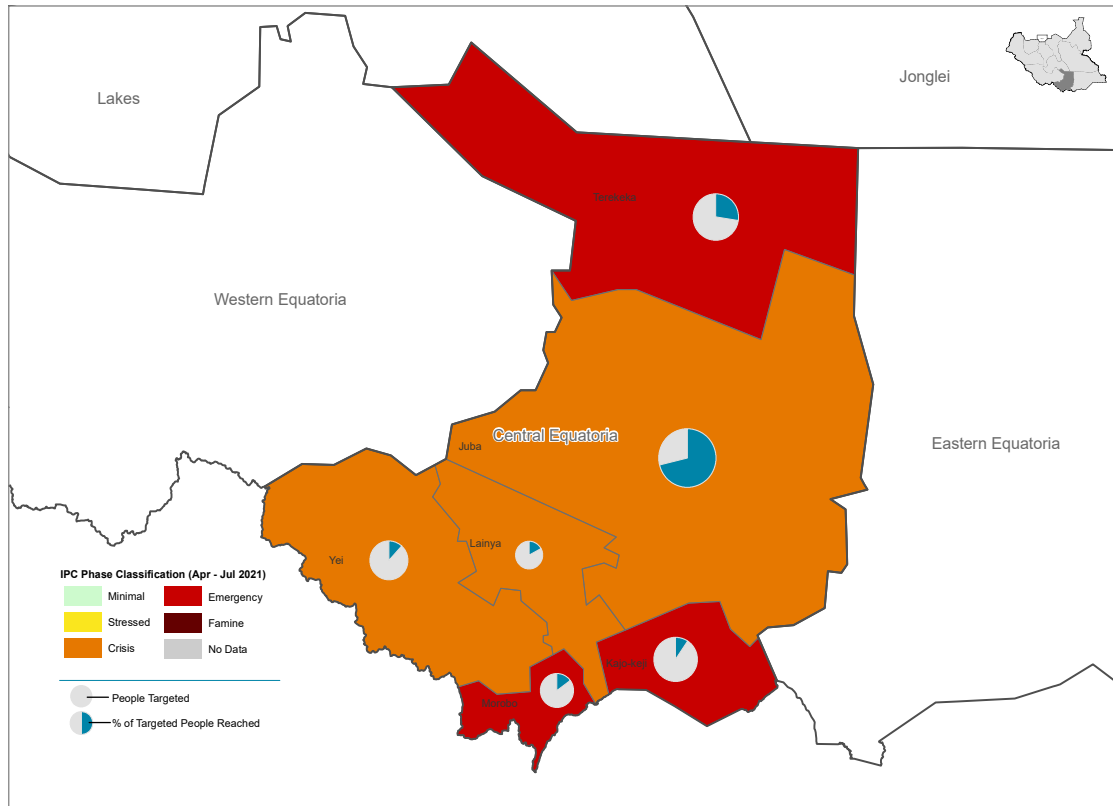 Lakes
Jonglei
Terekeka
Western Equatoria
Central Equatoria
Juba
Eastern Equatoria
Lainya
Yei
IPC Phase Classification (Apr - Jul 2021)
Minimal
Emergency
Stressed
Famine
Crisis
No Data
Kajo-keji
Morobo
People Targeted
% of Targeted People Reached